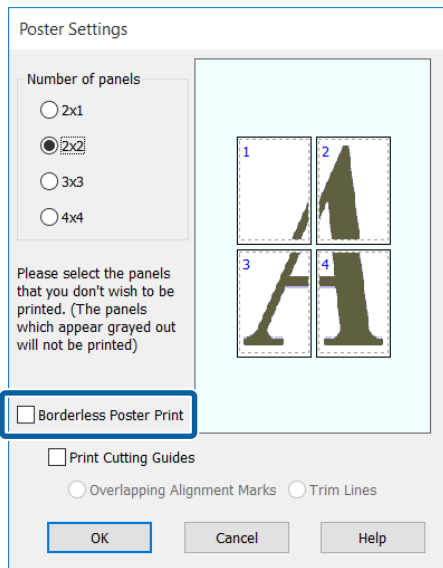 Poster Settings
Number of panels
2x1
2x2
3x3
4x4
Please select the panels
that you don't wish to be
printed. (The panels
which appear grayed out
will not be printed)
1
2
3
4
A
Borderless Poster Print
Print Cutting Guides
Overlapping Alignment Marks
Trim Lines
OK
Cancel
Help